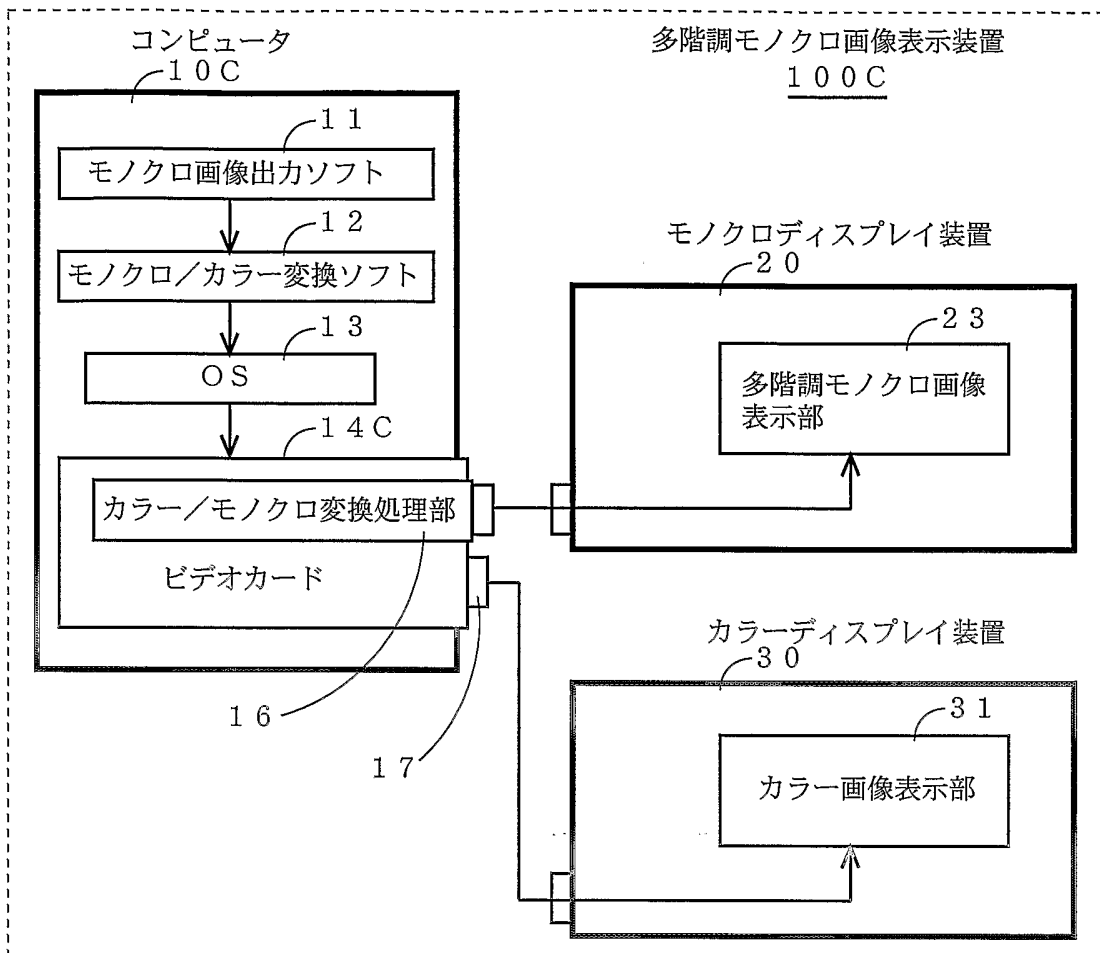 コンピュータ
１０Ｃ
多階調モノクロ画像表示装置
１００Ｃ
１１
モノクロ画像出力ソフト
１２
モノクロ／カラー変換ソフト
１３
ＯＳ
１４Ｃ
カラー／モノクロ変換処理部
ビデオカード
１６
１７
モノクロディスプレイ装置
２０
２３
多階調モノクロ画像
表示部
カラーディスプレイ装置
３０
３１
カラー画像表示部